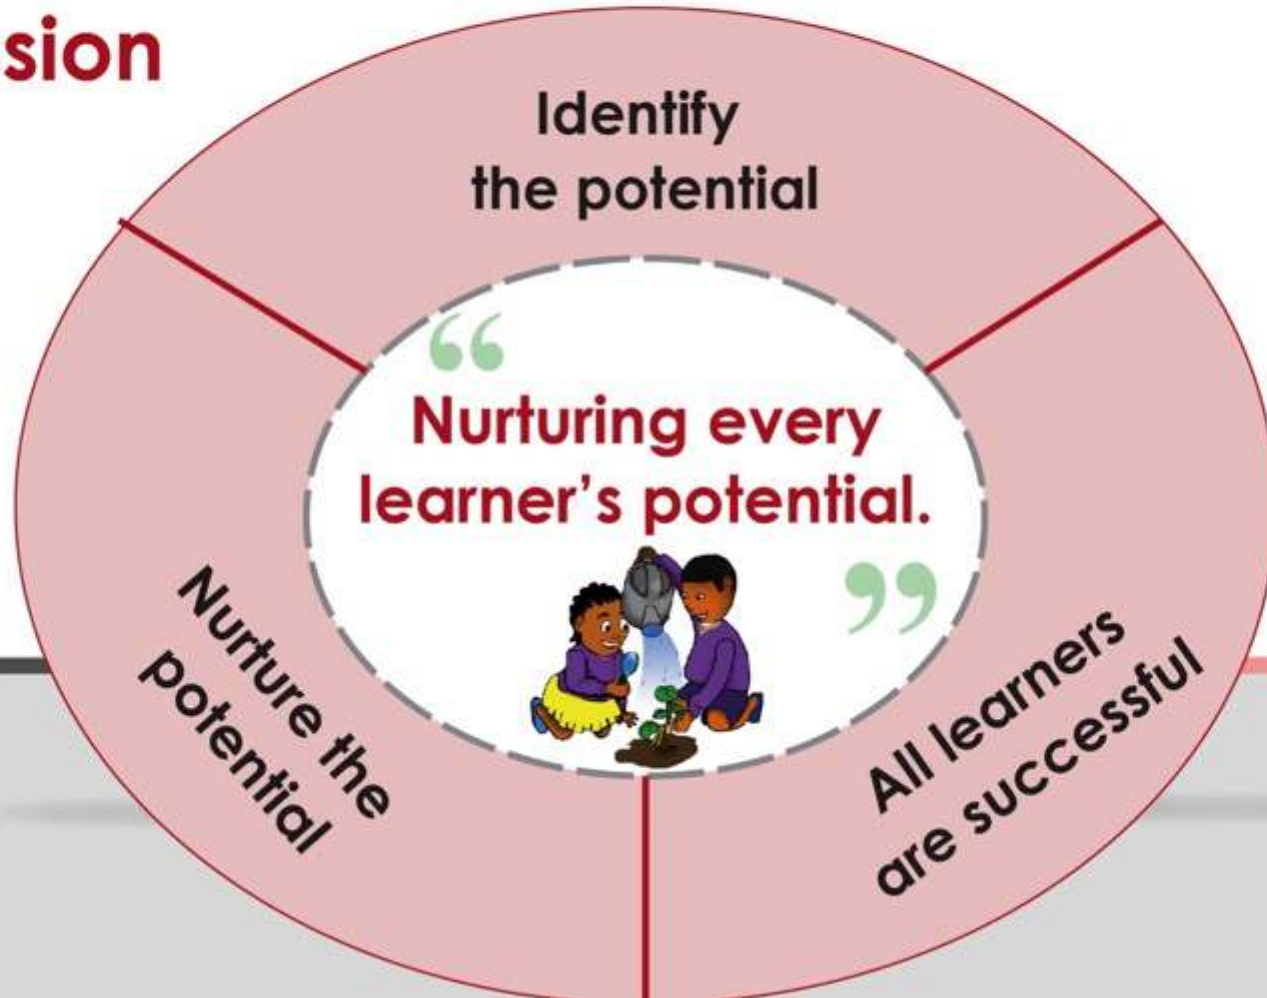 sion
Identify
the potential
“
Nurturing every
learner’s potential.
”
Nurture the
potential
All learners
are successful